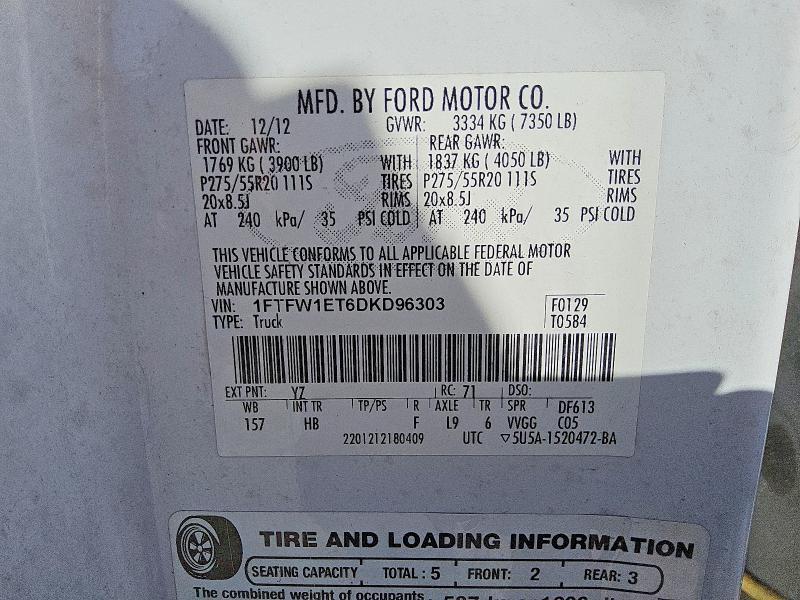 MFD. BY FORD MOTOR CO.
DATE: 12/12 GVWR: 3334 KG ( 7350 LB)
FRONT GAWR: REAR GAWR:
1769 KG ( 3900 LB) WITH 1837 KG ( 4050 LB) WITH
P275/55R20 111S TIRES P275/55R20 111S TIRES
20x8.5J RIMS 20x8.5J RIMS
AT 240 kPa/ 35 PSI COLD AT 240 kPa/ 35 PSI COLD
THIS VEHICLE CONFORMS TO ALL APPLICABLE FEDERAL MOTOR
VEHICLE SAFETY STANDARDS IN EFFECT ON THE DATE OF
MANUFACTURE SHOWN ABOVE.
VIN: 1FTFW1ET6DKD96303 F0129
TYPE: Truck T0584
EXT PNT: YZ RC: 71 DSO:
WB INT TR TP/PS R AXLE TR SPR DF613
157 HB F L9 6 VVGG C05
2201212180409 UTC ▽5U5A-1520472-BA
TIRE AND LOADING INFORMATION
SEATING CAPACITY TOTAL : 5 FRONT: 2 REAR: 3
The combined weight of occupants